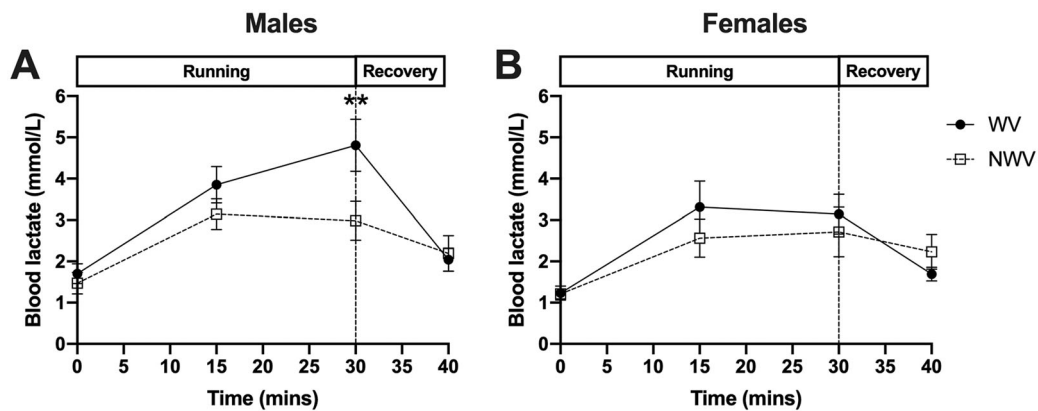 Males
A
Running Recovery
**
Blood lactate (mmol/L)
6
5
4
3
2
1
0
0 5 10 15 20 25 30 35 40
Time (mins)
Females
B
Running Recovery
Blood lactate (mmol/L)
6
5
4
3
2
1
0
0 5 10 15 20 25 30 35 40
Time (mins)
WV
NWV